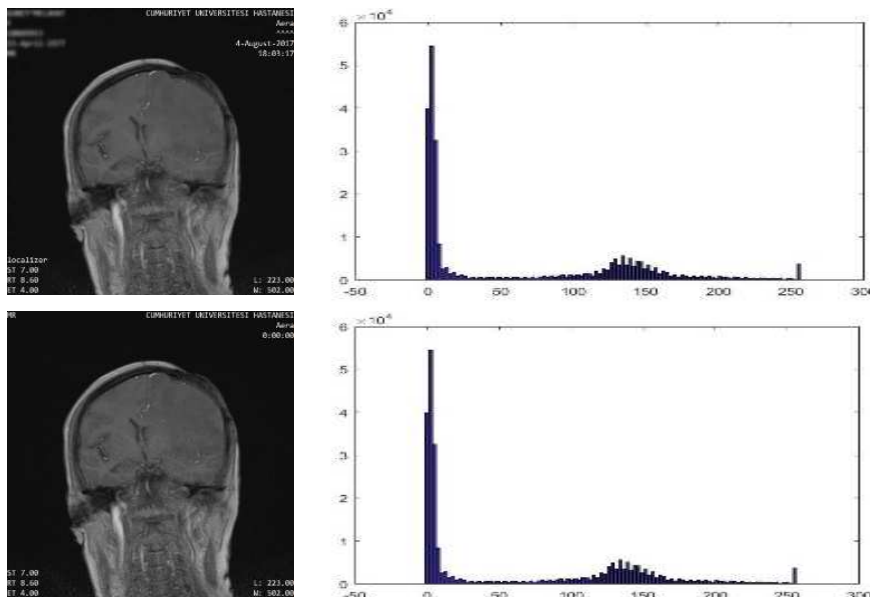 CUMHURIYET UNIVERSITESI HASTANESI
Aera
^^^^
4-August-2017
18:03:17
localizer
ST 7.00
RT 8.60
ET 4.00
L: 223.00
W: 502.00
×10⁴
6
5
4
3
2
1
0
-50 0 50 100 150 200 250 300
MR
CUMHURIYET UNIVERSITESI HASTANESI
Aera
0:00:00
ST 7.00
RT 8.60
ET 4.00
L: 223.00
W: 502.00
×10⁴
6
5
4
3
2
1
0
-50 0 50 100 150 200 250 300